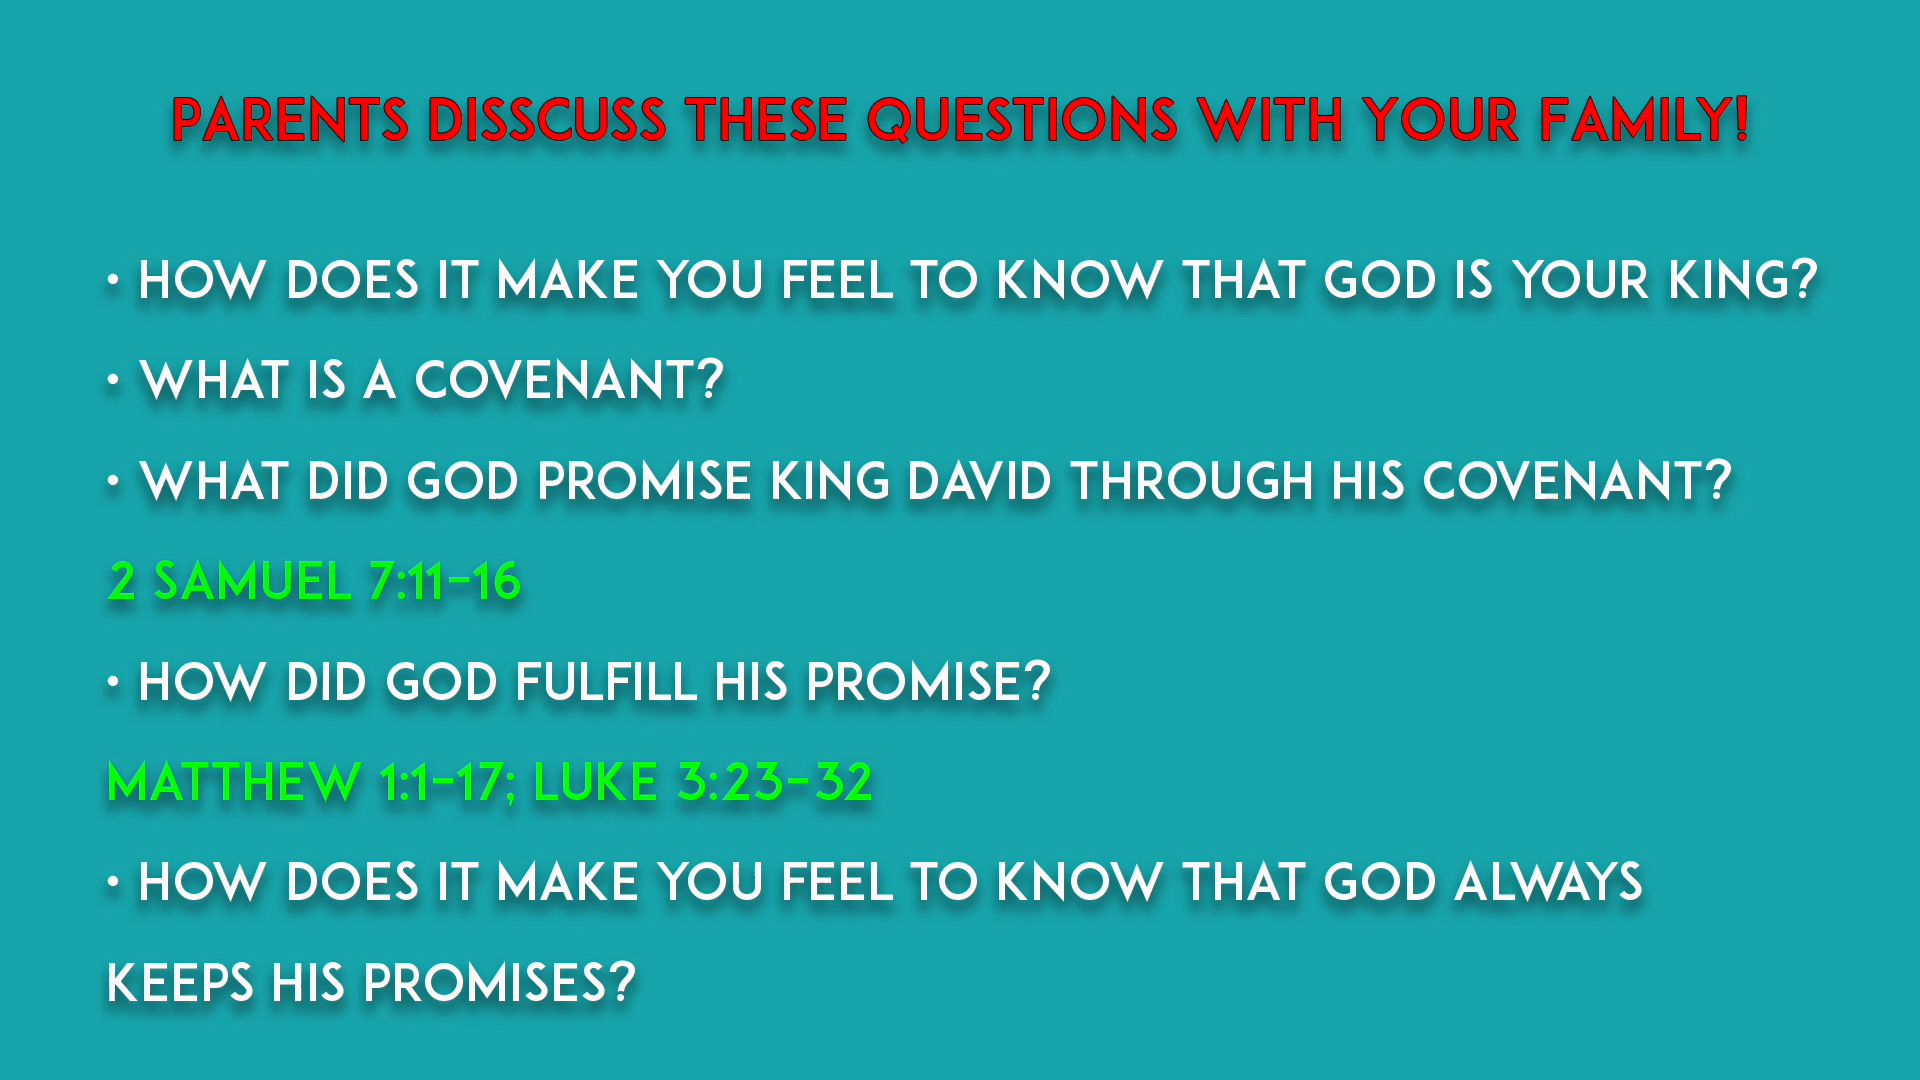 PARENTS DISSCUSS THESE QUESTIONS WITH YOUR FAMILY!
• HOW DOES IT MAKE YOU FEEL TO KNOW THAT GOD IS YOUR KING?
• WHAT IS A COVENANT?
• WHAT DID GOD PROMISE KING DAVID THROUGH HIS COVENANT?
2 SAMUEL 7:11-16
• HOW DID GOD FULFILL HIS PROMISE?
MATTHEW 1:1-17; LUKE 3:23-32
• HOW DOES IT MAKE YOU FEEL TO KNOW THAT GOD ALWAYS
KEEPS HIS PROMISES?